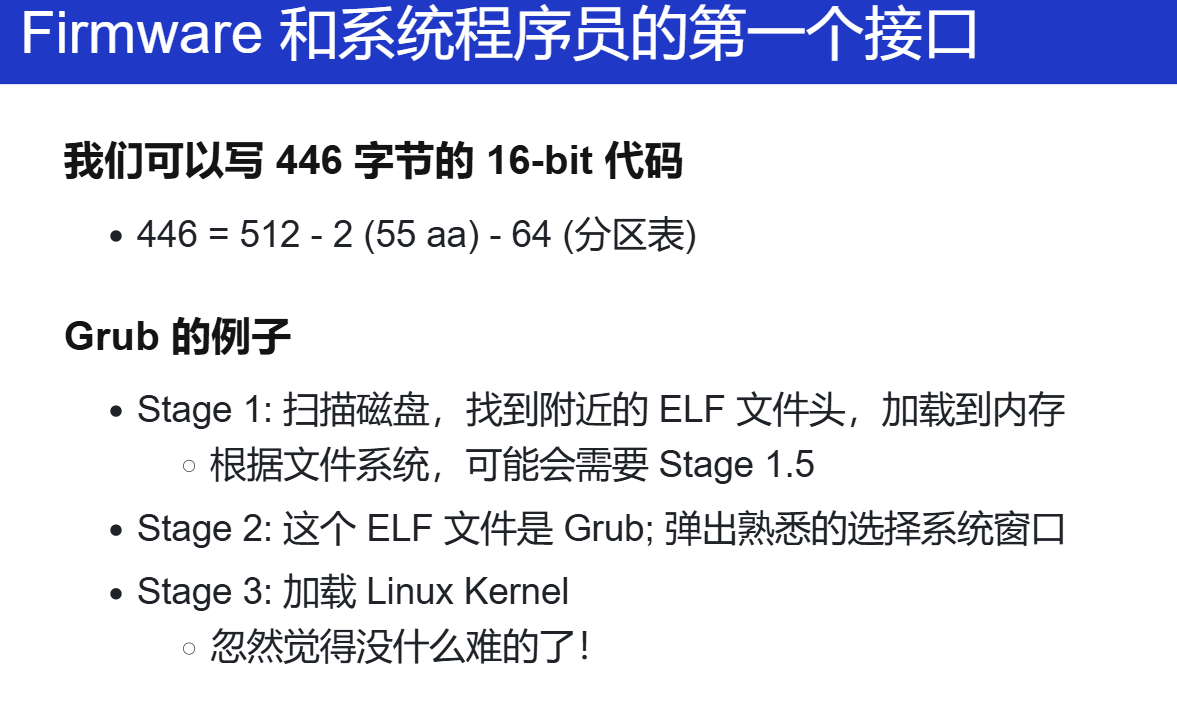 Firmware 和系统程序员的第一个接口
我们可以写 446 字节的 16-bit 代码
446 = 512 - 2 (55 aa) - 64 (分区表)
Grub 的例子
Stage 1: 扫描磁盘，找到附近的 ELF 文件头，加载到内存
根据文件系统，可能会需要 Stage 1.5
Stage 2: 这个 ELF 文件是 Grub; 弹出熟悉的选择系统窗口
Stage 3: 加载 Linux Kernel
忽然觉得没什么难的了！